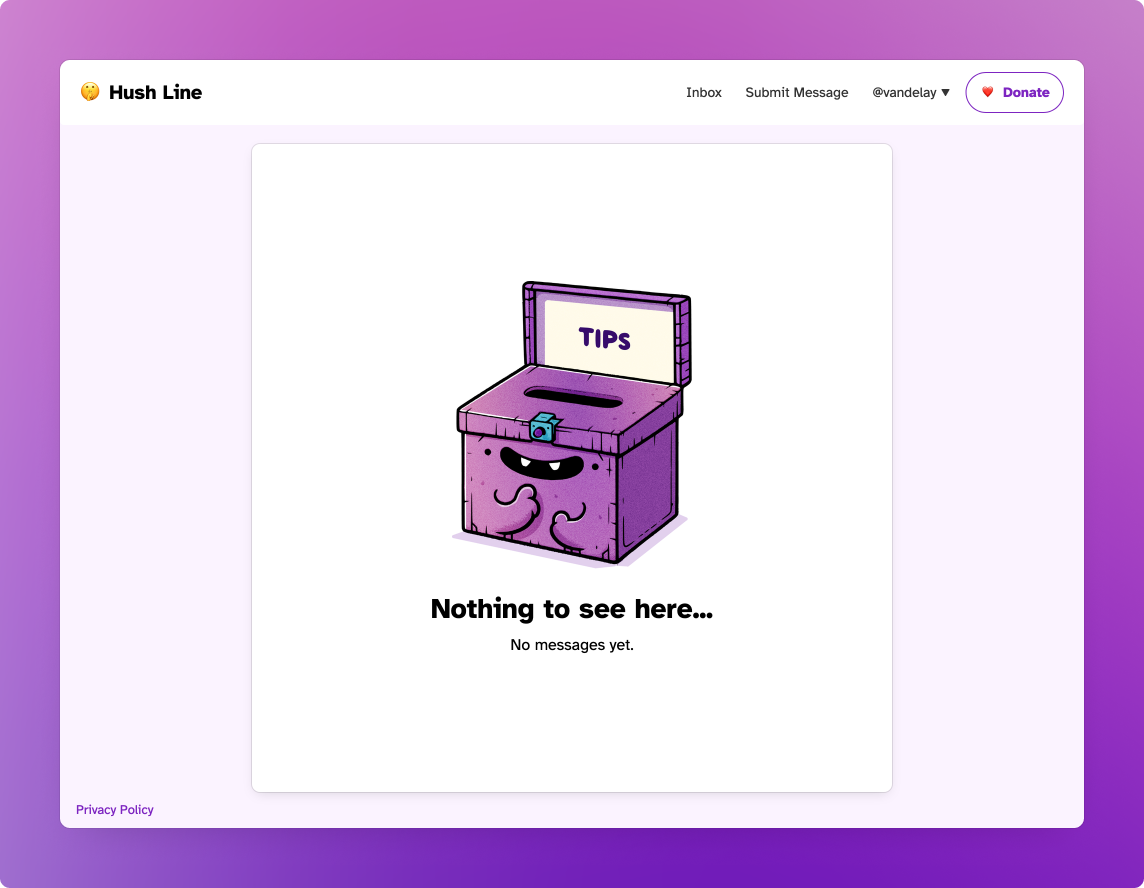 Hush Line
Inbox
Submit Message
@vandelay ▼
Donate
TIPS
Nothing to see here...
No messages yet.
Privacy Policy